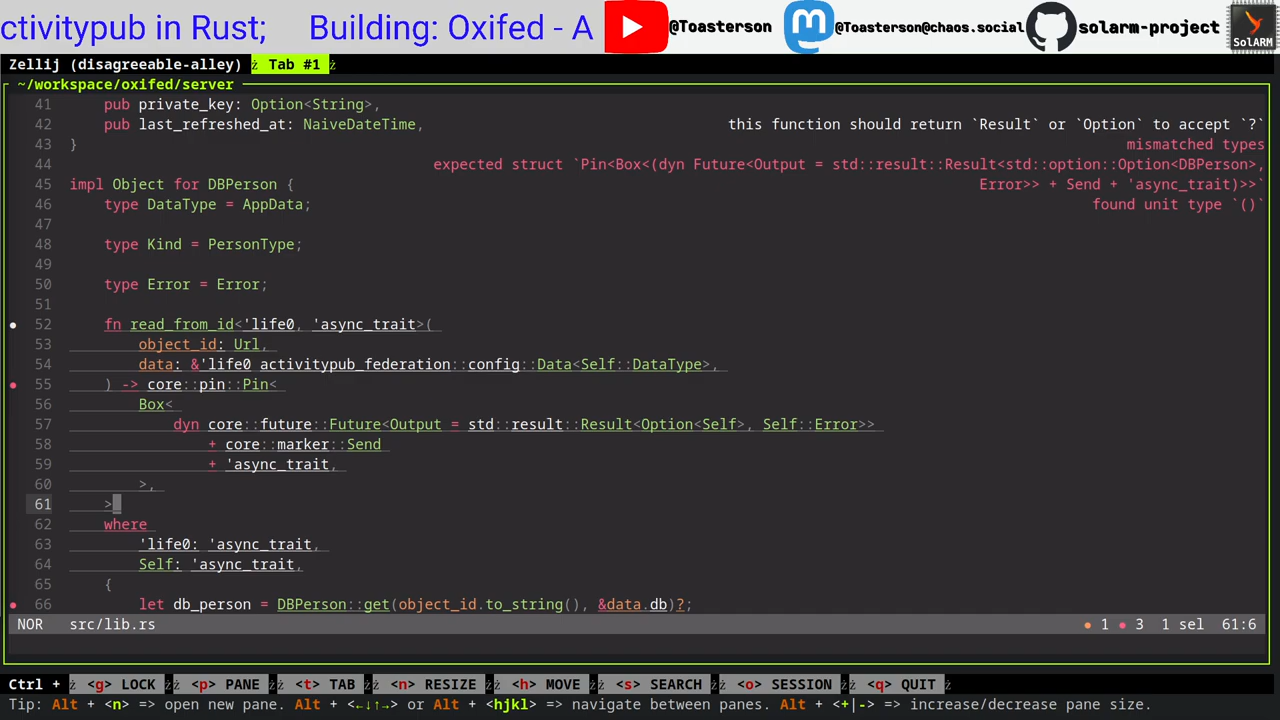 ctivitypub in Rust; Building: Oxifed - A @Toasterson @Toasterson@chaos.social solarm-project SolARM
Zellij (disagreeable-alley) ż Tab #1 ż
~/workspace/oxifed/server
41 pub private_key: Option<String>,
42 pub last_refreshed_at: NaiveDateTime, this function should return `Result` or `Option` to accept `?`
43 } mismatched types
44 expected struct `Pin<Box<(dyn Future<Output = std::result::Result<std::option::Option<DBPerson>,
45 impl Object for DBPerson { Error>> + Send + 'async_trait)>>`
46 type DataType = AppData; found unit type `()`
47
48 type Kind = PersonType;
49
50 type Error = Error;
51
● 52 fn read_from_id<'life0, 'async_trait>(
53 object_id: Url,
54 data: &'life0 activitypub_federation::config::Data<Self::DataType>,
● 55 ) -> core::pin::Pin<
56 Box<
57 dyn core::future::Future<Output = std::result::Result<Option<Self>, Self::Error>>
58 + core::marker::Send
59 + 'async_trait,
60 >,
61 >
62 where
63 'life0: 'async_trait,
64 Self: 'async_trait,
65 {
● 66 let db_person = DBPerson::get(object_id.to_string(), &data.db)?;
NOR src/lib.rs ● 1 ● 3 1 sel 61:6
Ctrl + ż <g> LOCK ż <p> PANE ż <t> TAB ż <n> RESIZE ż <h> MOVE ż <s> SEARCH ż <o> SESSION ż <q> QUIT ż
Tip: Alt + <n> => open new pane. Alt + <←↓↑→> or Alt + <hjkl> => navigate between panes. Alt + <+|-> => increase/decrease pane size.